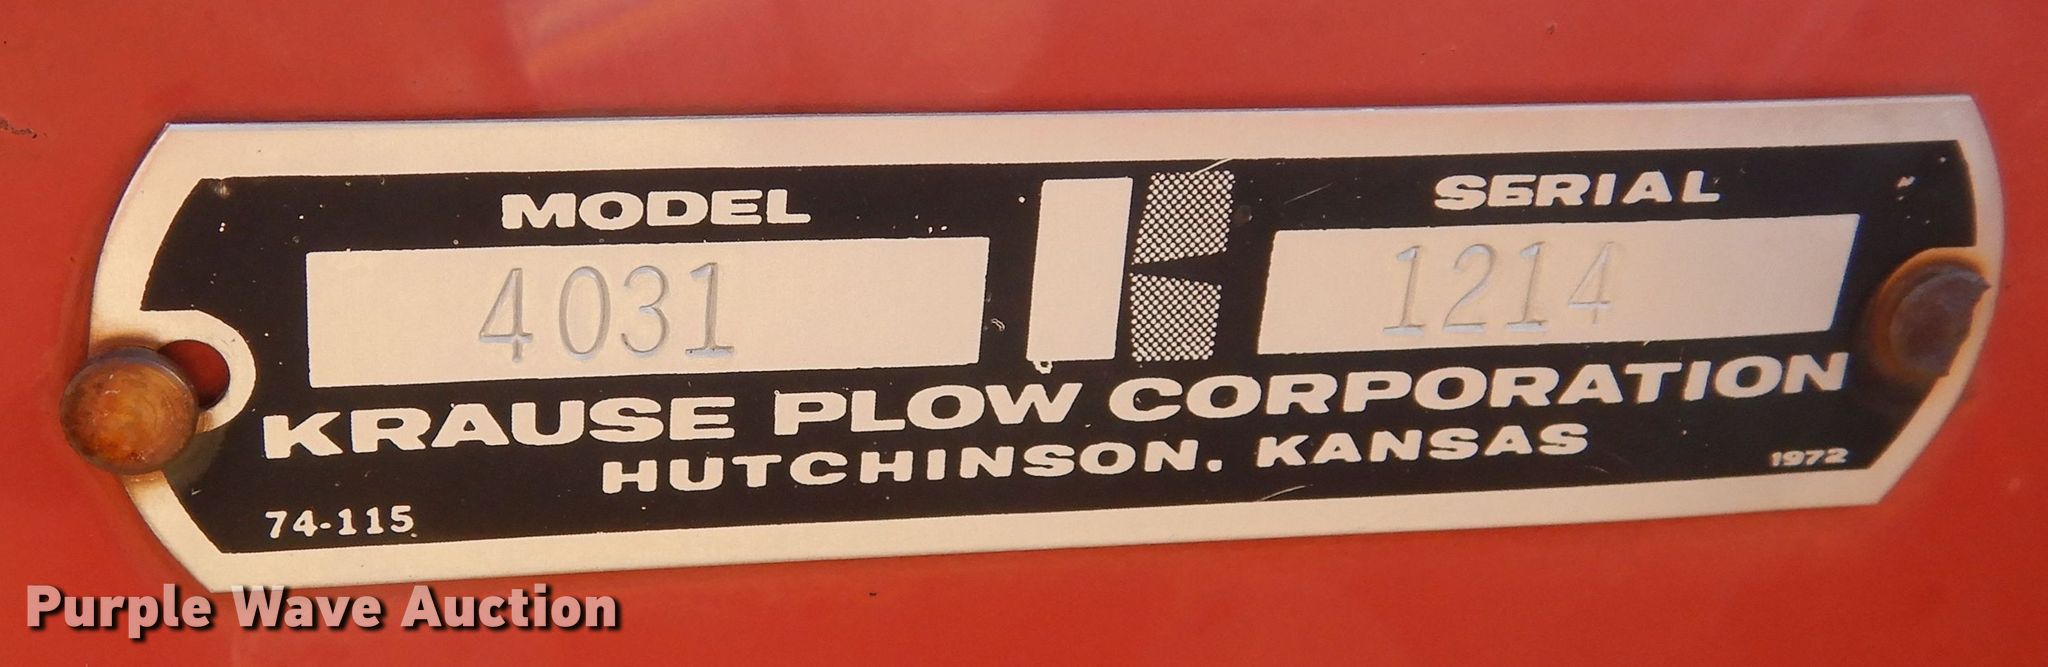 MODEL
SERIAL
4031
1214
KRAUSE PLOW CORPORATION
HUTCHINSON, KANSAS
74-115
1972
Purple Wave Auction